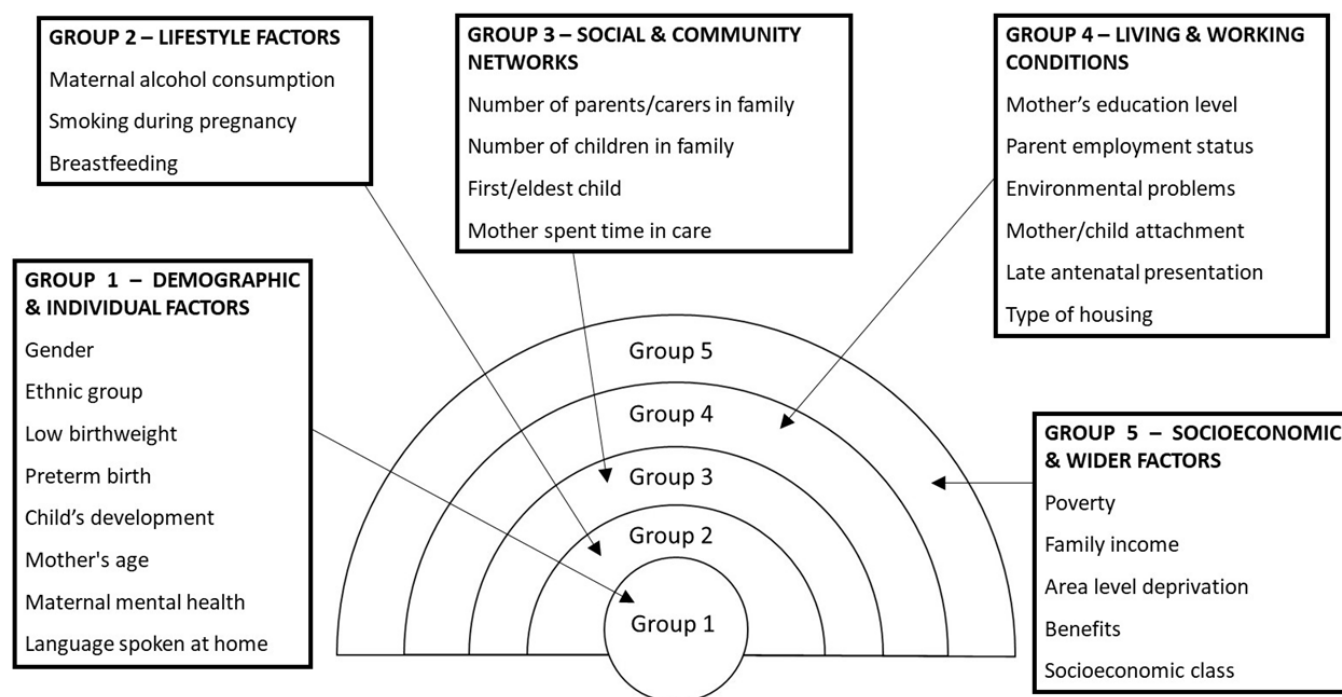 GROUP 2 – LIFESTYLE FACTORS
Maternal alcohol consumption
Smoking during pregnancy
Breastfeeding
GROUP 3 – SOCIAL & COMMUNITY
NETWORKS
Number of parents/carers in family
Number of children in family
First/eldest child
Mother spent time in care
GROUP 4 – LIVING & WORKING
CONDITIONS
Mother’s education level
Parent employment status
Environmental problems
Mother/child attachment
Late antenatal presentation
Type of housing
GROUP 1 – DEMOGRAPHIC
& INDIVIDUAL FACTORS
Gender
Ethnic group
Low birthweight
Preterm birth
Child’s development
Mother's age
Maternal mental health
Language spoken at home
Group 5
Group 4
Group 3
Group 2
Group 1
GROUP 5 – SOCIOECONOMIC
& WIDER FACTORS
Poverty
Family income
Area level deprivation
Benefits
Socioeconomic class